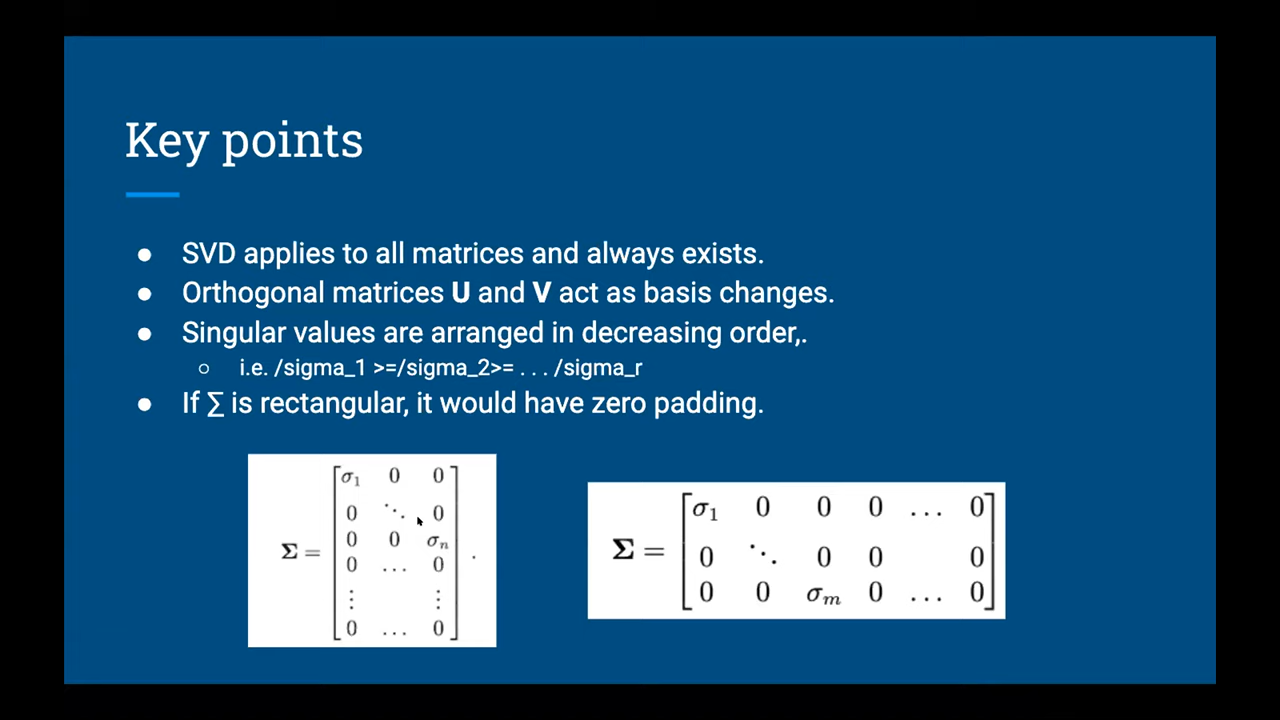 Key points
● SVD applies to all matrices and always exists.
● Orthogonal matrices U and V act as basis changes.
● Singular values are arranged in decreasing order,.
○ i.e. /sigma_1 >=/sigma_2>= . . . /sigma_r
● If ∑ is rectangular, it would have zero padding.
σ₁ 0 0
0 ⋱ 0
0 0 σₙ
Σ =
0 … 0
⋮ ⋮
0 … 0
.
σ₁ 0 0 0 … 0
Σ = 0 ⋱ 0 0 0
0 0 σₘ 0 … 0